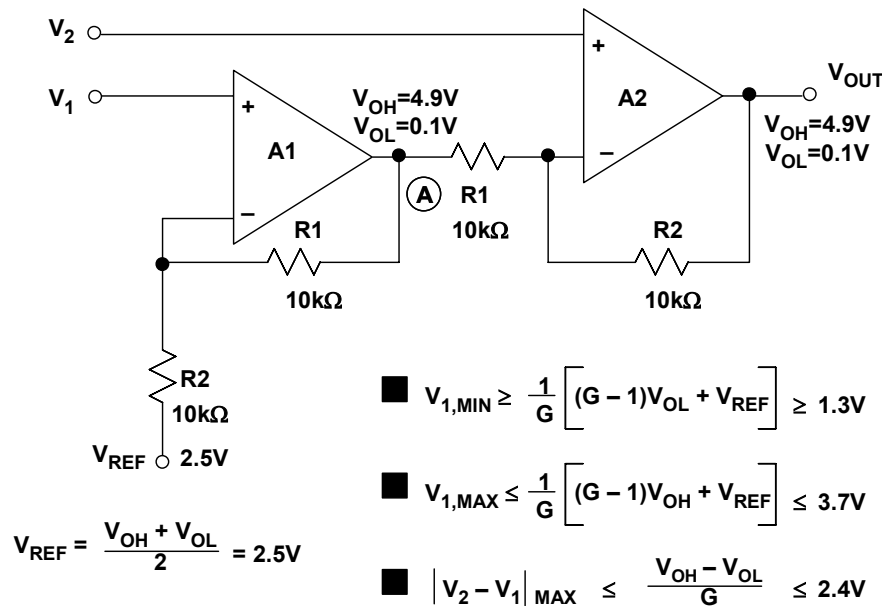 V2
+
A2
−
VOUT
VOH=4.9V
VOL=0.1V
V1
+
A1
−
VOH=4.9V
VOL=0.1V
A
R1
10kΩ
R1
10kΩ
R2
10kΩ
R2
10kΩ
VREF 2.5V
VREF = (VOH + VOL) / 2 = 2.5V
■ V1,MIN ≥ 1/G [(G – 1)VOL + VREF] ≥ 1.3V
■ V1,MAX ≤ 1/G [(G – 1)VOH + VREF] ≤ 3.7V
■ |V2 – V1| MAX ≤ (VOH – VOL) / G ≤ 2.4V